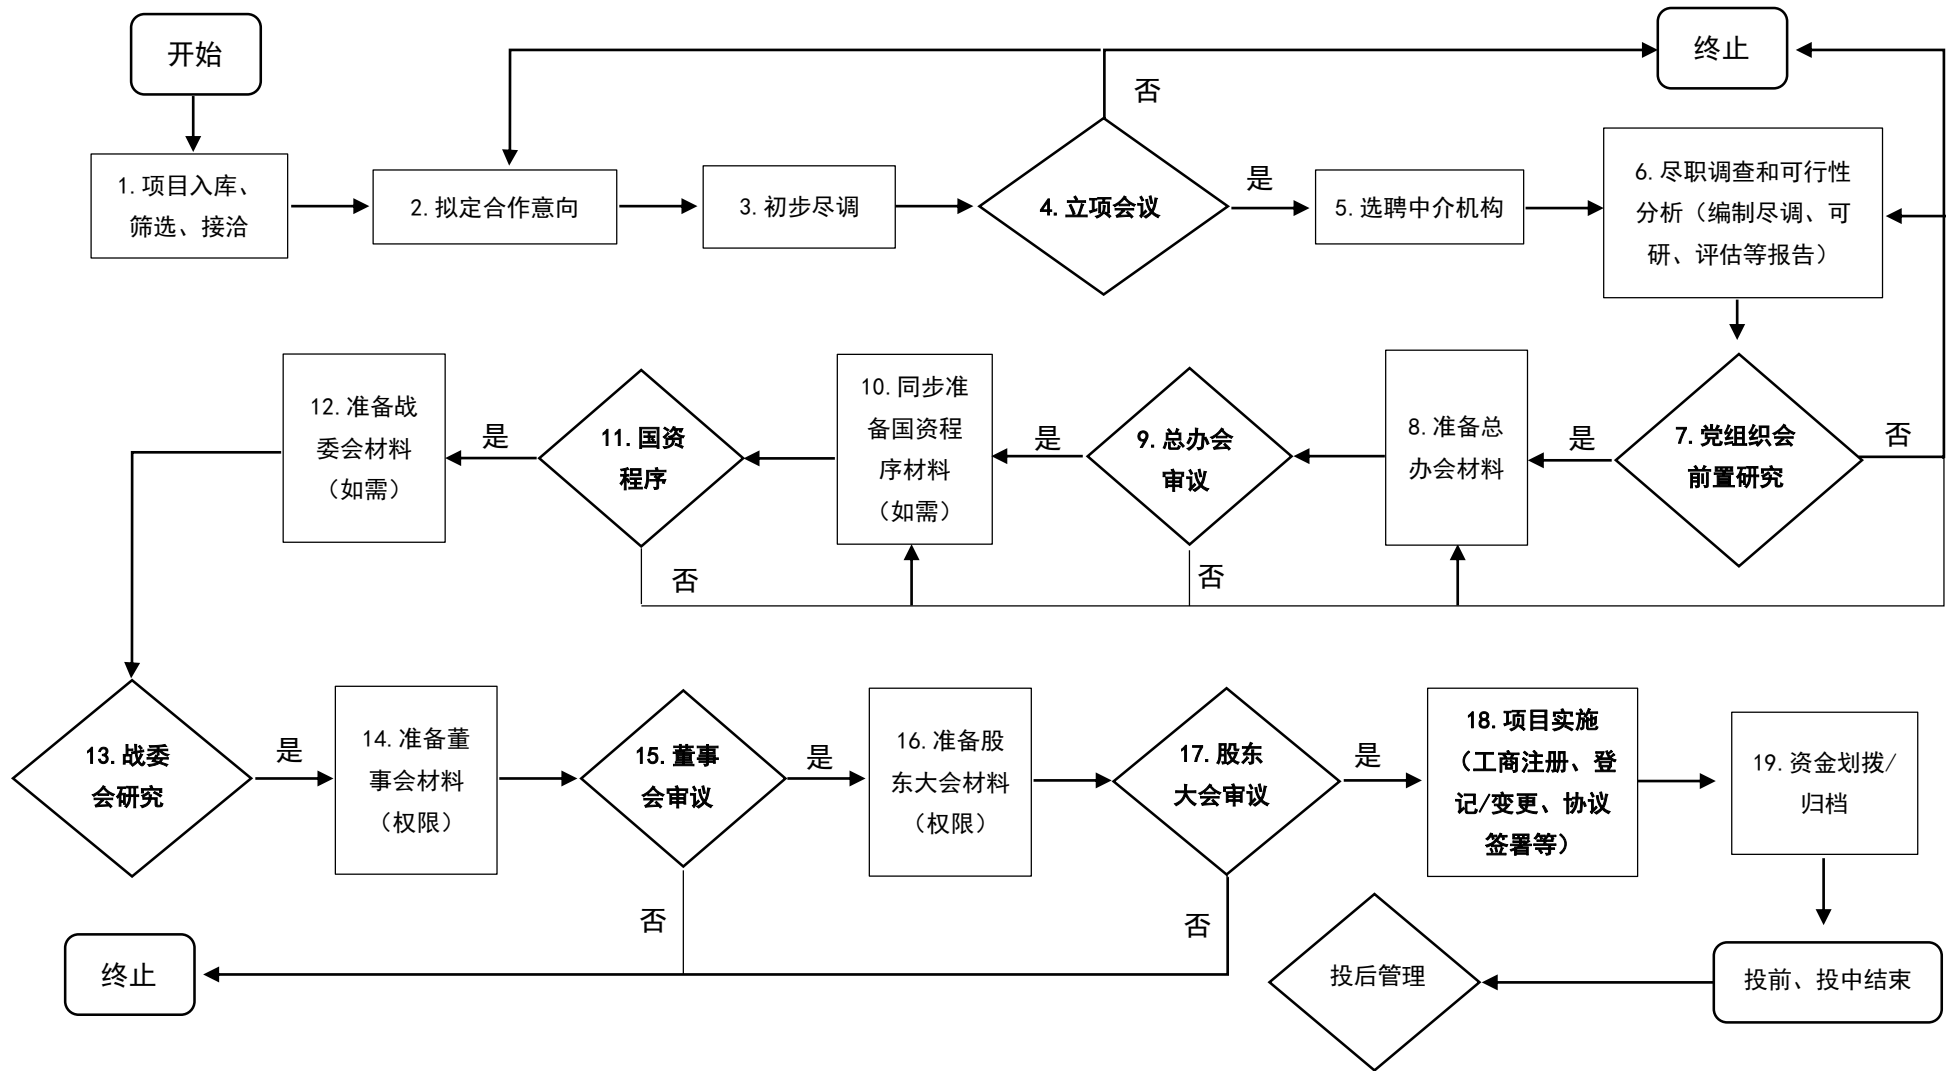 开始
终止
否
1.项目入库、
筛选、接洽
2.拟定合作意向
3.初步尽调
4.立项会议
是
5.选聘中介机构
6.尽职调查和可行性
分析（编制尽调、可
研、评估等报告）
12.准备战
委会材料
（如需）
是
11.国资
程序
否
10.同步准
备国资程
序材料
（如需）
是
9.总办会
审议
否
8.准备总
办会材料
是
7.党组织会
前置研究
否
13.战委
会研究
是
14.准备董
事会材料
（权限）
15.董事
会审议
是
否
16.准备股
东大会材料
（权限）
17.股东
大会审议
是
否
18.项目实施
（工商注册、登
记/变更、协议
签署等）
19.资金划拨/
归档
终止
投后管理
投前、投中结束